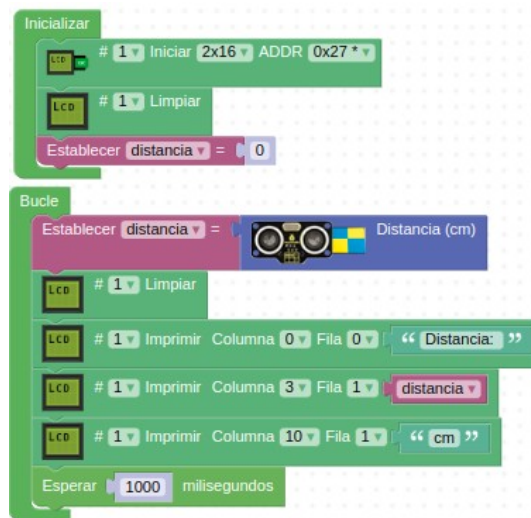 Inicializar
LCD # 1 Iniciar 2x16 ADDR 0x27 *
LCD # 1 Limpiar
Establecer distancia = 0
Bucle
Establecer distancia = Distancia (cm)
LCD # 1 Limpiar
LCD # 1 Imprimir Columna 0 Fila 0 “ Distancia: ”
LCD # 1 Imprimir Columna 3 Fila 1 distancia
LCD # 1 Imprimir Columna 10 Fila 1 “ cm ”
Esperar 1000 milisegundos